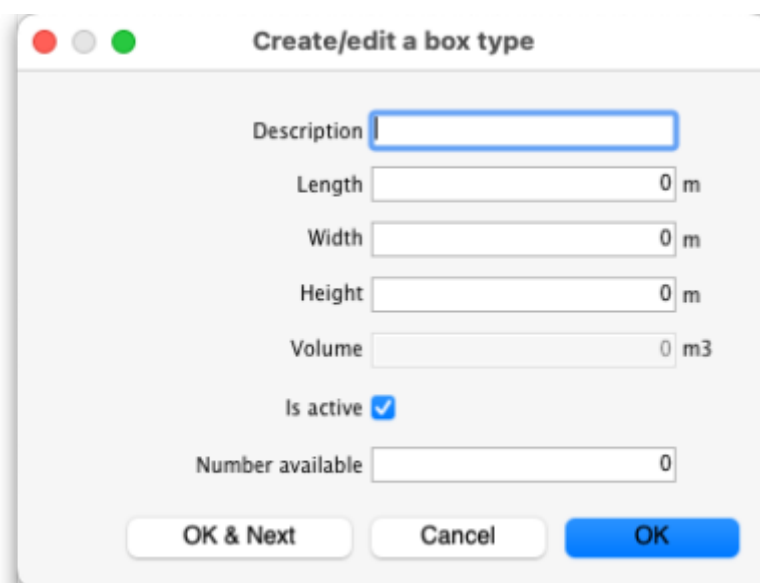 Create/edit a box type
Description
Length 0 m
Width 0 m
Height 0 m
Volume 0 m3
Is active
Number available 0
OK & Next Cancel OK